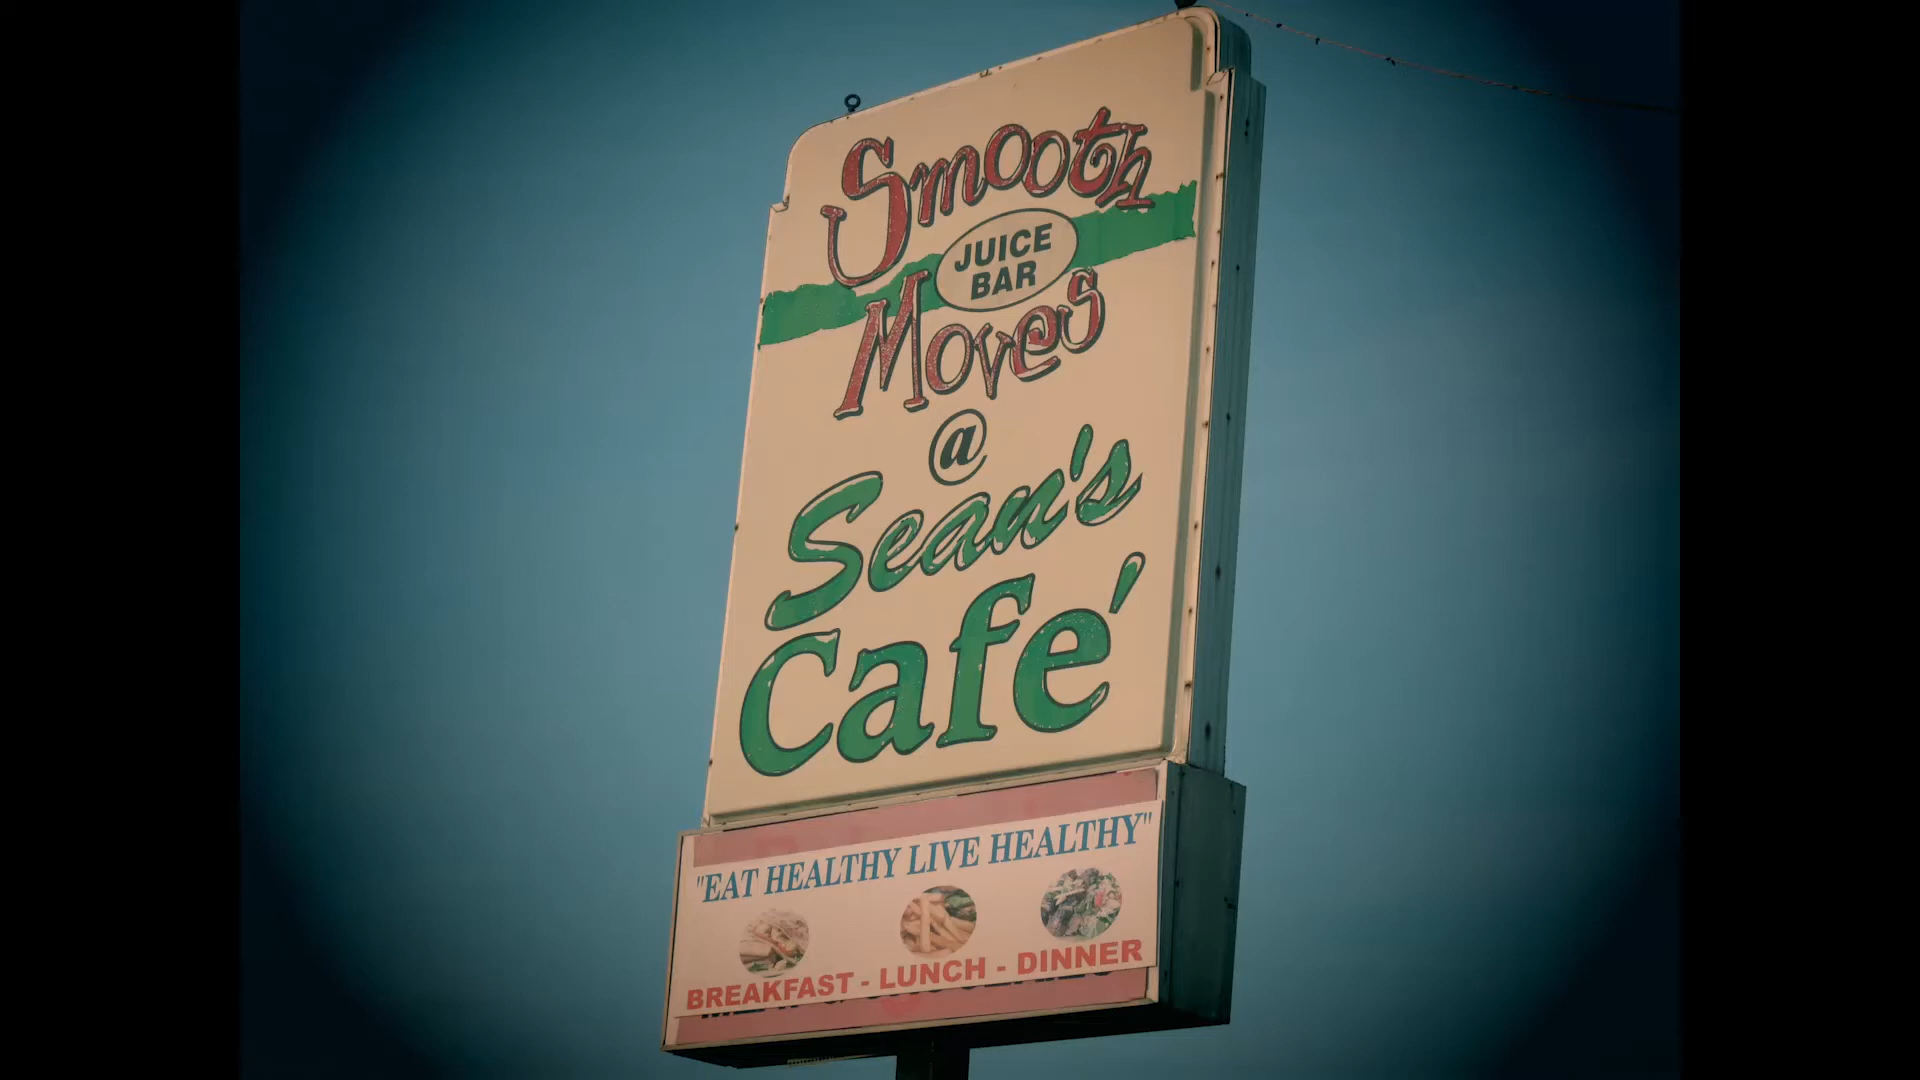 Smooth
JUICE
BAR
Moves
@
Sean's
Cafe'
"EAT HEALTHY LIVE HEALTHY"
BREAKFAST - LUNCH - DINNER